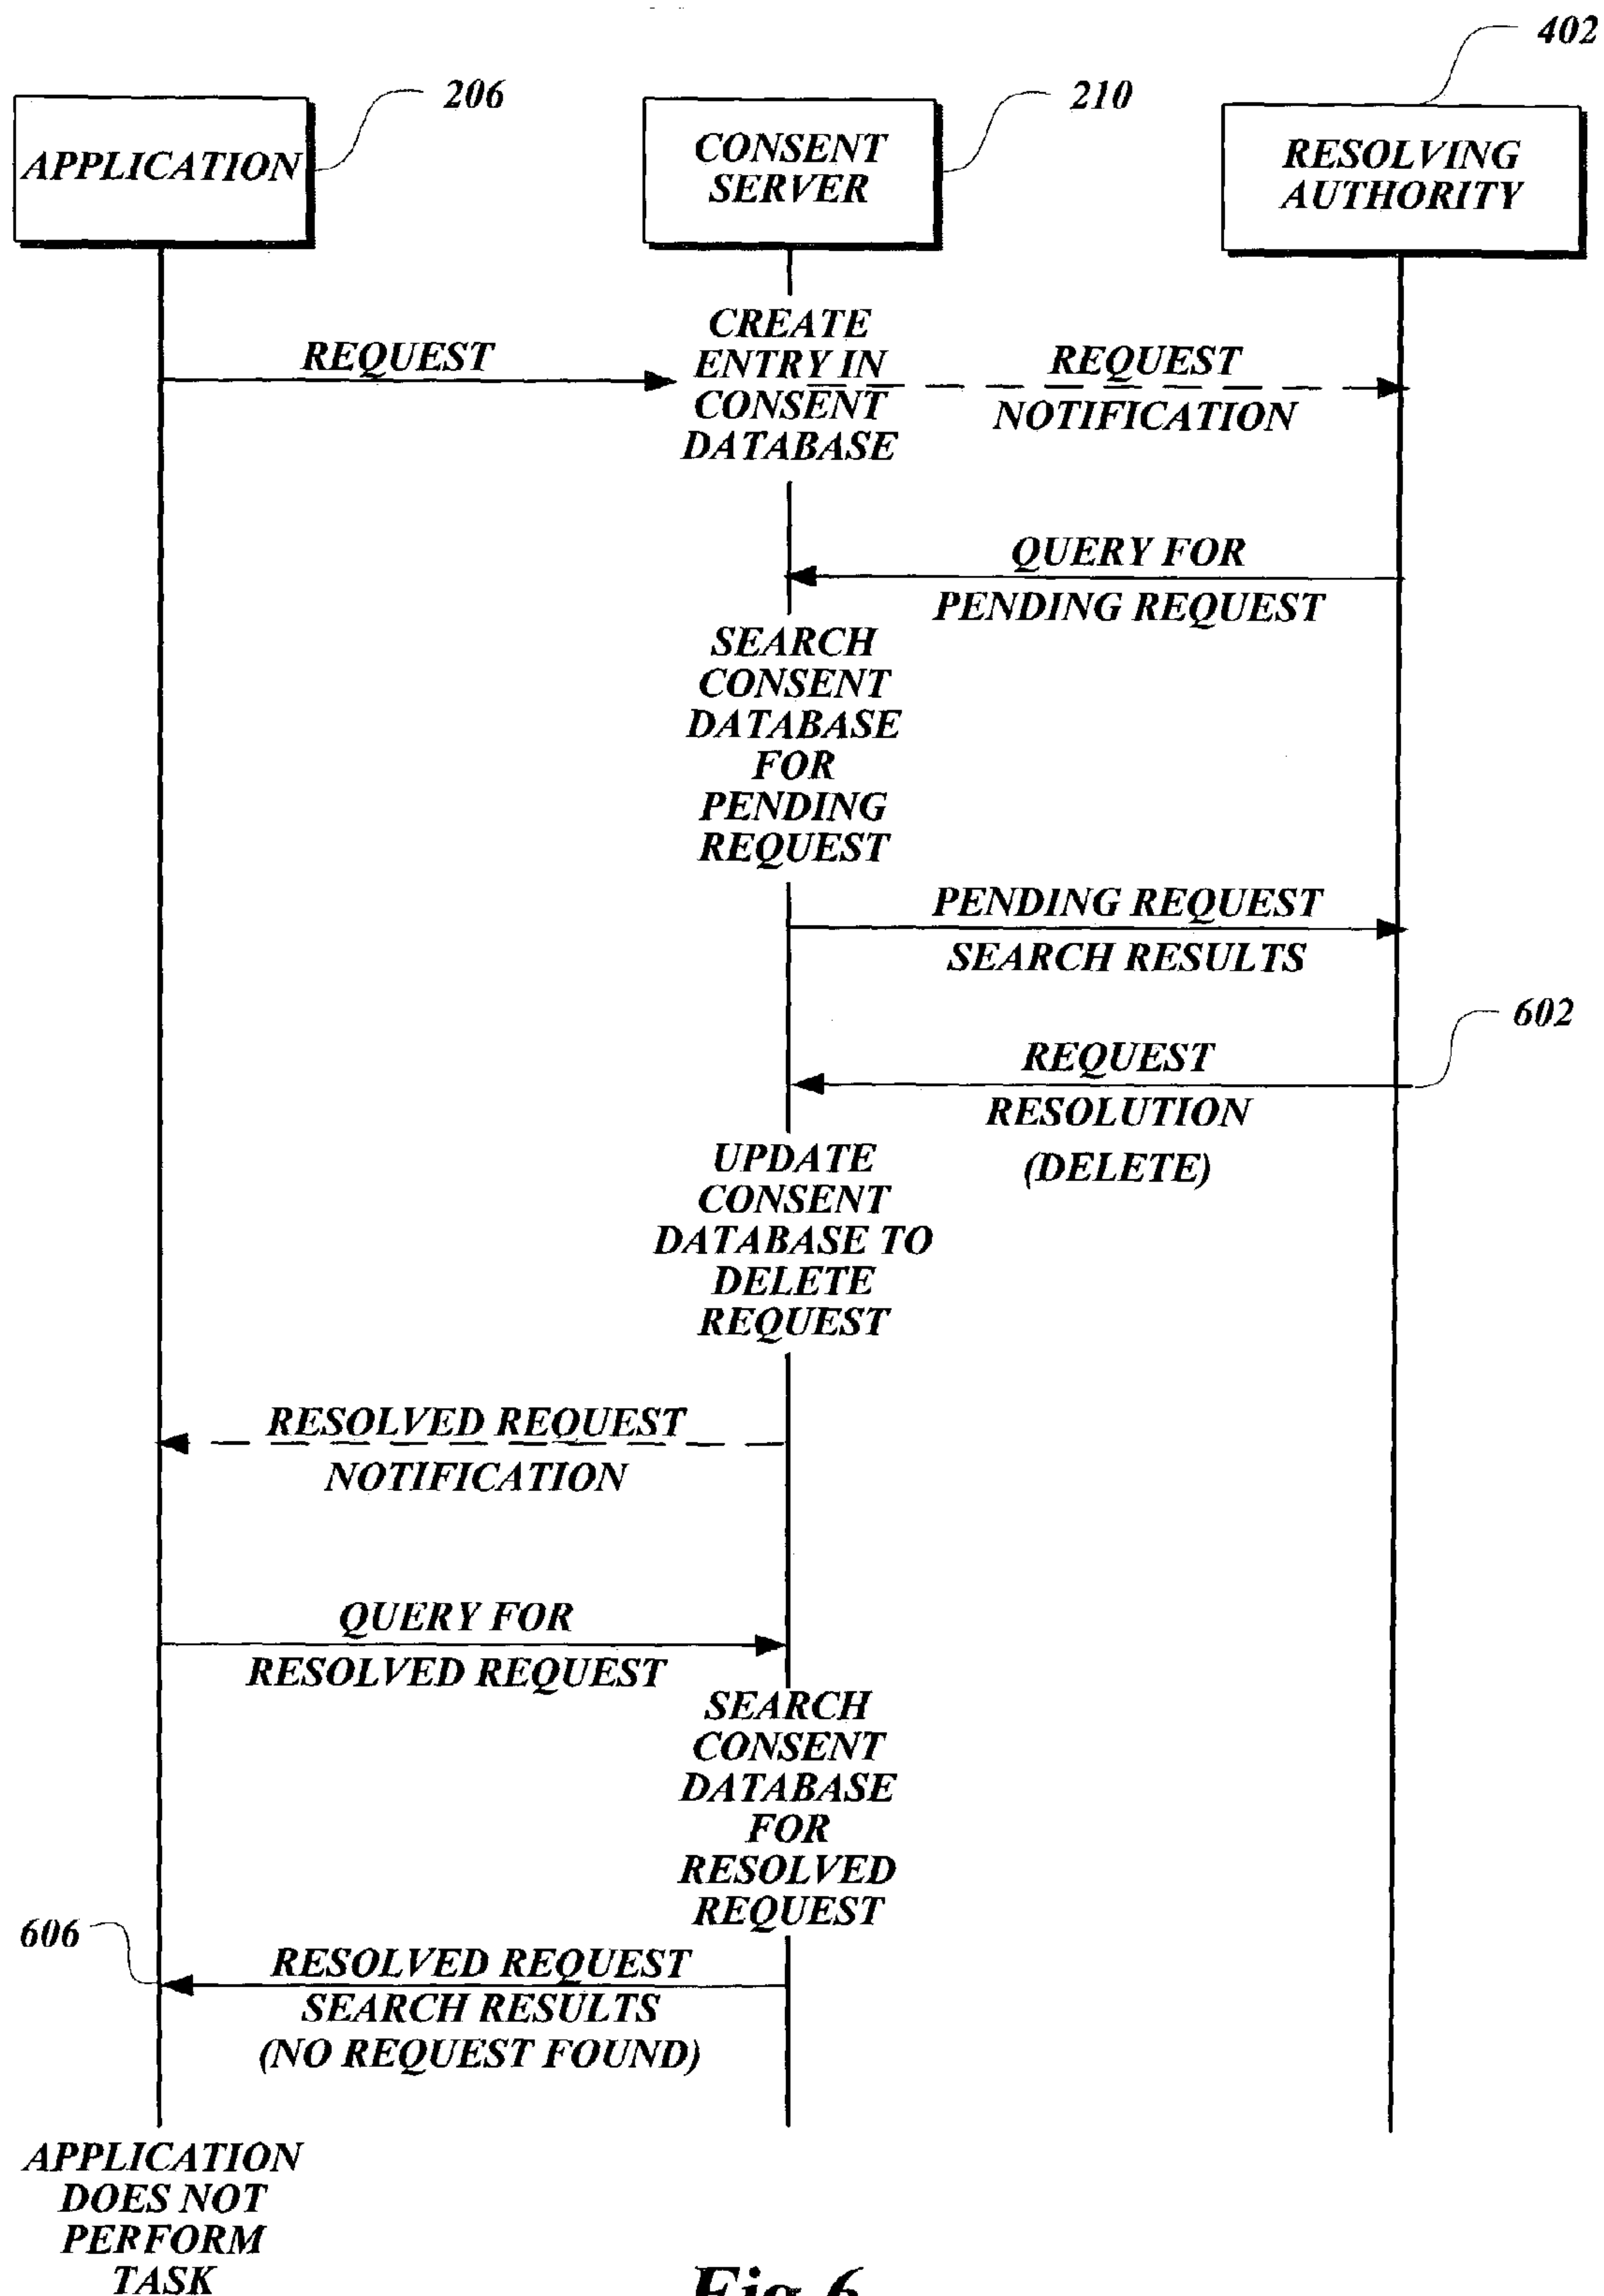 402
206
210
APPLICATION
CONSENT
SERVER
RESOLVING
AUTHORITY
REQUEST
CREATE
ENTRY IN
CONSENT
DATABASE
REQUEST
NOTIFICATION
QUERY FOR
PENDING REQUEST
SEARCH
CONSENT
DATABASE
FOR
PENDING
REQUEST
PENDING REQUEST
SEARCH RESULTS
602
REQUEST
RESOLUTION
(DELETE)
UPDATE
CONSENT
DATABASE TO
DELETE
REQUEST
RESOLVED REQUEST
NOTIFICATION
QUERY FOR
RESOLVED REQUEST
SEARCH
CONSENT
DATABASE
FOR
RESOLVED
REQUEST
606
RESOLVED REQUEST
SEARCH RESULTS
(NO REQUEST FOUND)
APPLICATION
DOES NOT
PERFORM
TASK
Fig.6.